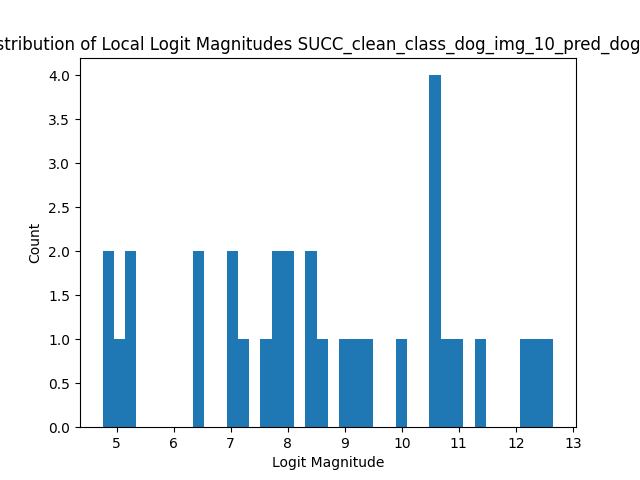 stribution of Local Logit Magnitudes SUCC_clean_class_dog_img_10_pred_dog
4.0
3.5
3.0
2.5
2.0
1.5
1.0
0.5
0.0
Count
5 6 7 8 9 10 11 12 13
Logit Magnitude